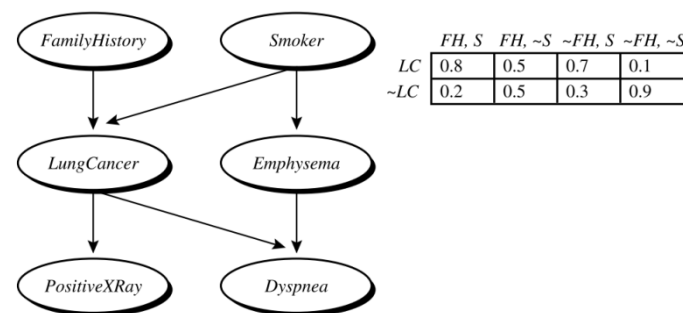 FamilyHistory
Smoker
FH, S FH, ~S ~FH, S ~FH, ~S
LC 0.8 0.5 0.7 0.1
~LC 0.2 0.5 0.3 0.9
LungCancer
Emphysema
PositiveXRay
Dyspnea